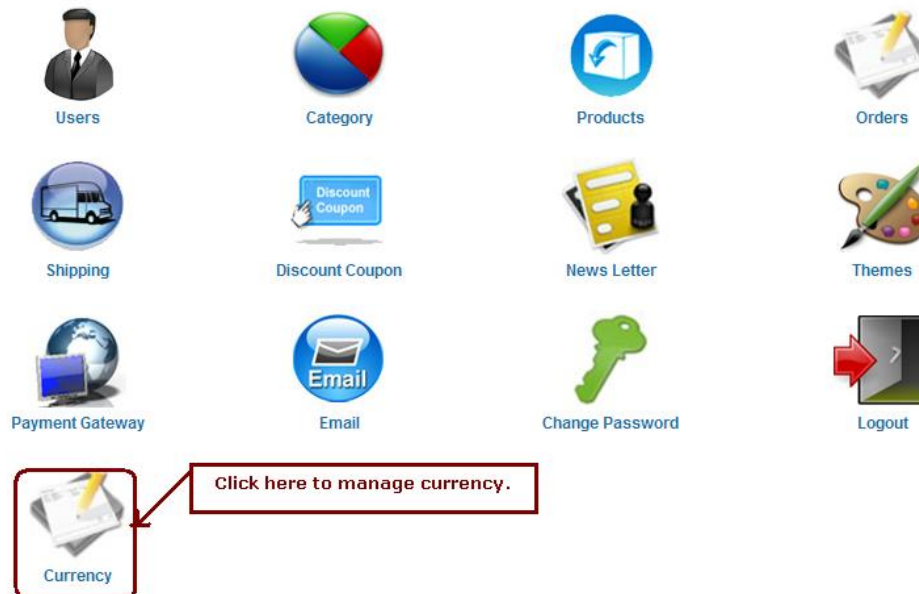 Users
Category
Products
Orders
Discount
Coupon
Shipping
Discount Coupon
News Letter
Themes
Email
Payment Gateway
Email
Change Password
Logout
Click here to manage currency.
Currency